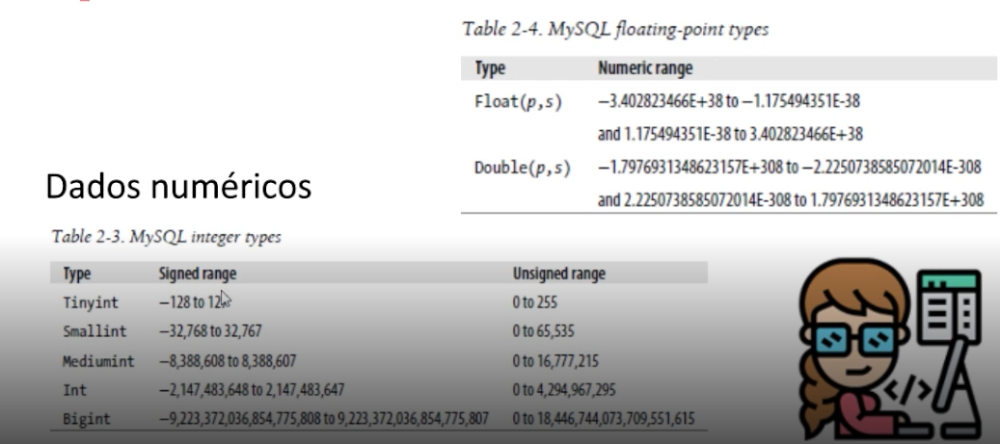 Table 2-4. MySQL floating-point types
Type Numeric range
Float(p,s) −3.402823466E+38 to −1.175494351E-38
and 1.175494351E-38 to 3.402823466E+38
Double(p,s) −1.7976931348623157E+308 to −2.2250738585072014E-308
and 2.2250738585072014E-308 to 1.7976931348623157E+308
Dados numéricos
Table 2-3. MySQL integer types
Type Signed range Unsigned range
Tinyint −128 to 0 to 255
Smallint −32,768 to 32,767 0 to 65,535
Mediumint −8,388,608 to 8,388,607 0 to 16,777,215
Int −2,147,483,648 to 2,147,483,647 0 to 4,294,967,295
Bigint −9,223,372,036,854,775,808 to 9,223,372,036,854,775,807 0 to 18,446,744,073,709,551,615
</>